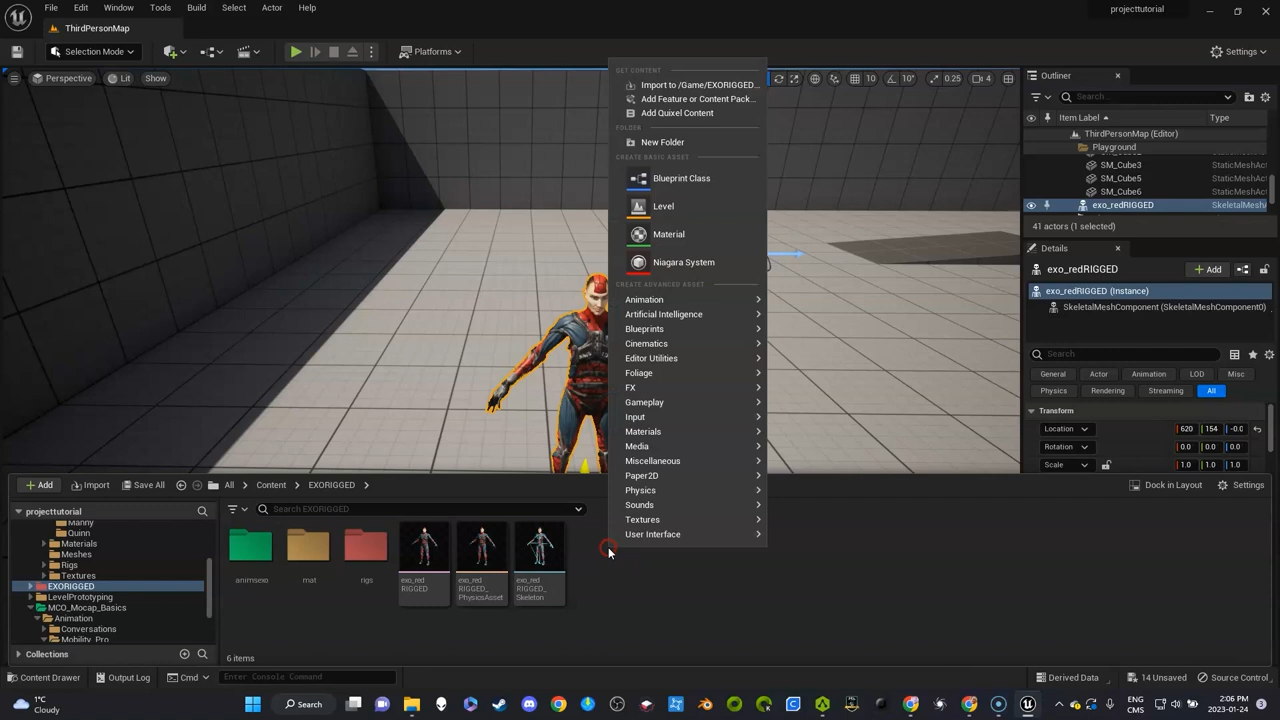 File Edit Window Tools Build Select Actor Help
projecttutorial
ThirdPersonMap
Selection Mode
Platforms
Settings
Perspective Lit Show
10 10° 0.25 4
GET CONTENT
Import to /Game/EXORIGGED...
Add Feature or Content Pack...
Add Quixel Content
FOLDER
New Folder
CREATE BASIC ASSET
Blueprint Class
Level
Material
Niagara System
CREATE ADVANCED ASSET
Animation
Artificial Intelligence
Blueprints
Cinematics
Editor Utilities
Foliage
FX
Gameplay
Input
Materials
Media
Miscellaneous
Paper2D
Physics
Sounds
Textures
User Interface
Outliner
Search...
Item Label Type
ThirdPersonMap (Editor)
Playground
SM_Cube3 StaticMeshAc
SM_Cube5 StaticMeshAc
SM_Cube6 StaticMeshAc
exo_redRIGGED SkeletalMesh
41 actors (1 selected)
Details
exo_redRIGGED
Add
exo_redRIGGED (Instance)
SkeletalMeshComponent (SkeletalMeshComponent0)
Search
General Actor Animation LOD Misc
Physics Rendering Streaming All
Transform
Location 620 154 -0.0
Rotation 0.0 0.0 0.0
Scale 1.0 1.0 1.0
Add Import Save All All Content EXORIGGED
Dock in Layout Settings
projecttutorial
Search EXORIGGED
Manny
Quinn
Materials
Meshes
Rigs
Textures
EXORIGGED
LevelPrototyping
MCO_Mocap_Basics
Animation
Conversations
Mobility_Pro
Collections
animsexo
mat
rigs
exo_red
RIGGED
exo_red
RIGGED_
PhysicsAsset
exo_red
RIGGED_
Skeleton
6 items
Content Drawer Output Log Cmd Enter Console Command
Derived Data 14 Unsaved Source Control
1°C
Cloudy
Search
ENG
CMS
2:06 PM
2023-01-24